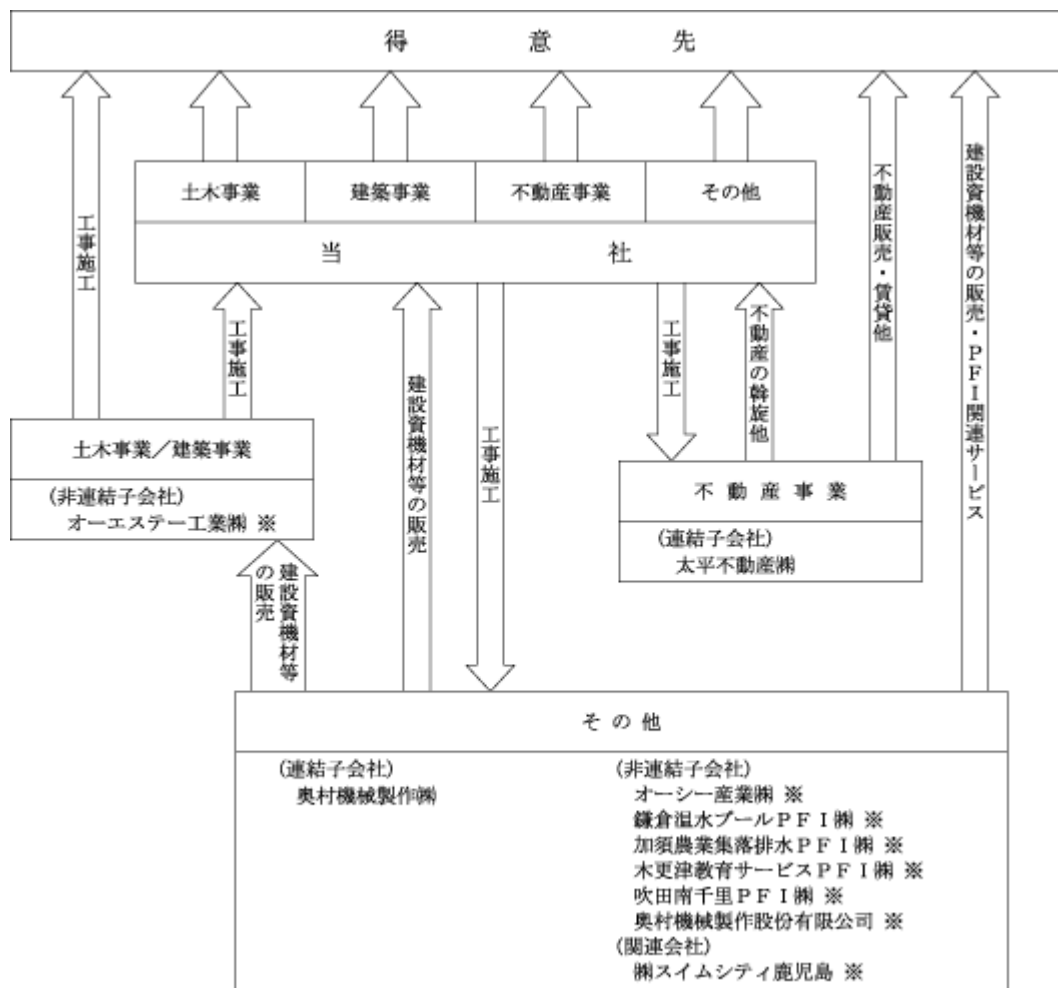 得意先
土木事業
建築事業
不動産事業
その他
当社
工事施工
工事施工
建設資機材等の販売
工事施工
工事施工
不動産の斡旋他
不動産販売・賃貸他
建設資機材等の販売・PFI関連サービス
土木事業/建築事業
(非連結子会社)
オーエステー工業㈱ ※
不動産事業
(連結子会社)
太平不動産㈱
建設資機材等
の販売
その他
(連結子会社)
奥村機械製作㈱
(非連結子会社)
オーシー産業㈱ ※
鎌倉温水プールPFI㈱ ※
加須農業集落排水PFI㈱ ※
木更津教育サービスPFI㈱ ※
吹田南千里PFI㈱ ※
奥村機械製作股份有限公司 ※
(関連会社)
㈱スイムシティ鹿児島 ※